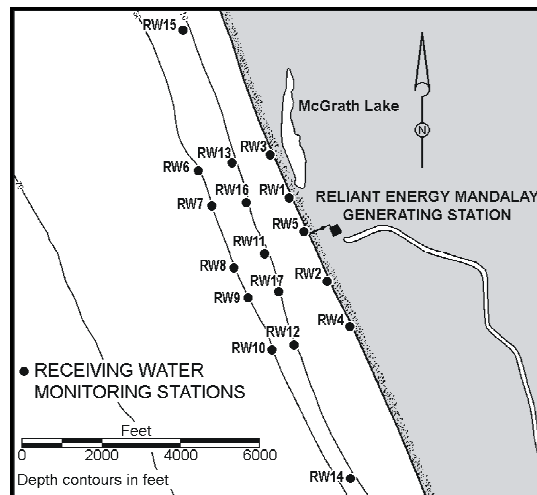 RW15
McGrath Lake
RW3
RW13
RW6
RW1
RELIANT ENERGY MANDALAY
GENERATING STATION
RW16
RW7
RW5
N
RW11
RW8
RW2
RW17
RW9
RW4
RW12
RW10
RECEIVING WATER
MONITORING STATIONS
Feet
0 2000 4000 6000
Depth contours in feet
RW14